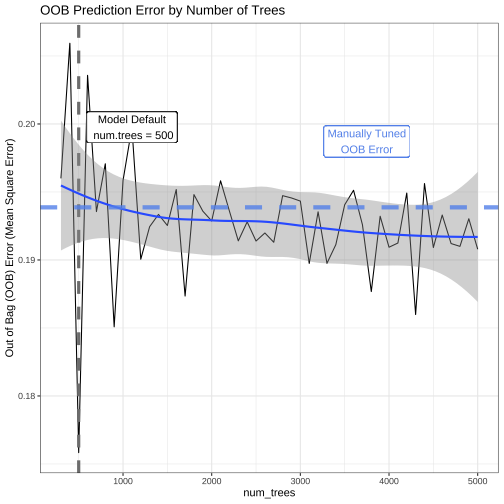 OOB Prediction Error by Number of Trees
Out of Bag (OOB) Error (Mean Square Error)
0.20
0.19
0.18
Model Default
num.trees = 500
Manually Tuned
OOB Error
1000
2000
3000
4000
5000
num_trees